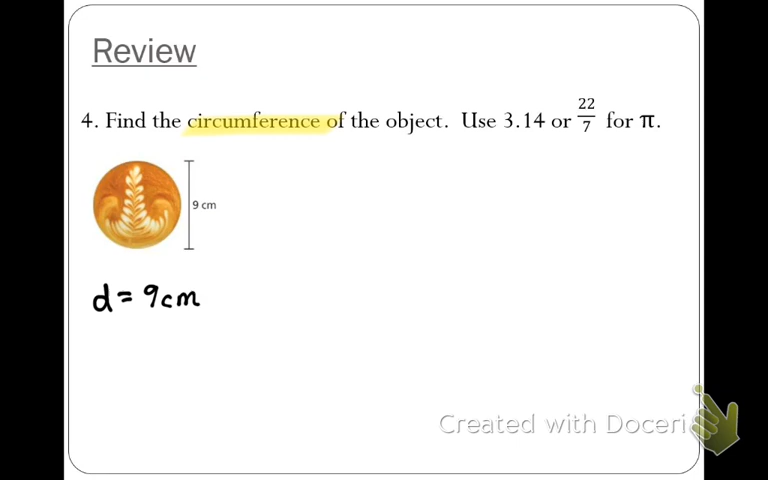 Review
4. Find the circumference of the object. Use 3.14 or 22/7 for π.
9 cm
d = 9cm
Created with Doceri